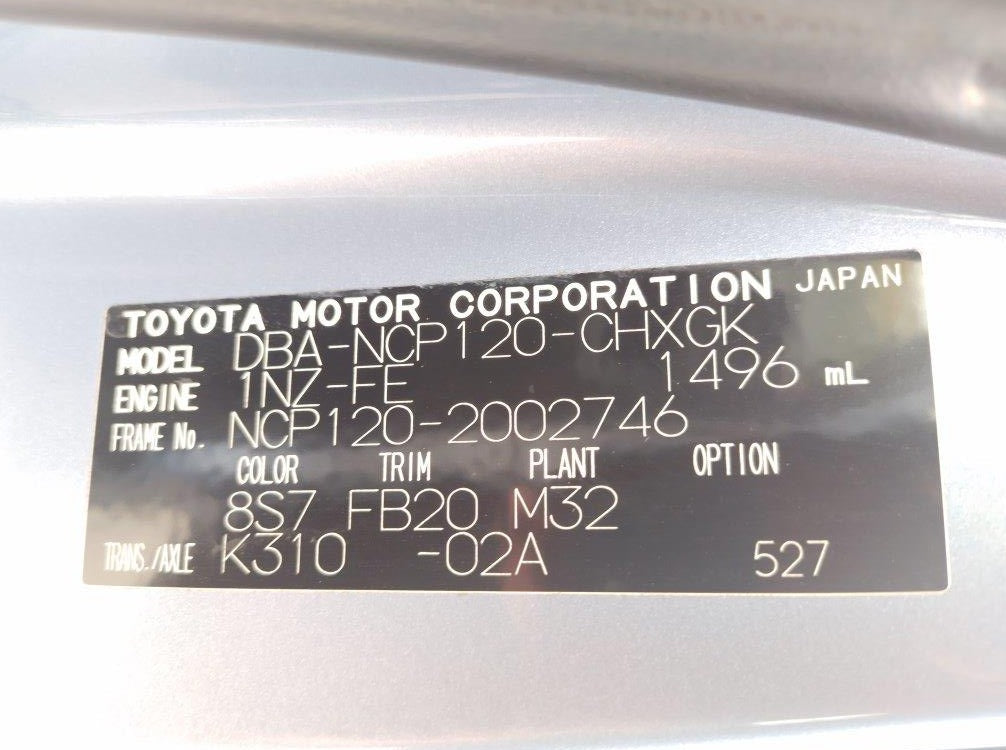 TOYOTA MOTOR CORPORATION JAPAN
MODEL DBA-NCP120-CHXGK
ENGINE 1NZ-FE 1496 mL
FRAME No. NCP120-2002746
COLOR TRIM PLANT OPTION
8S7 FB20 M32
TRANS./AXLE K310 -02A 527